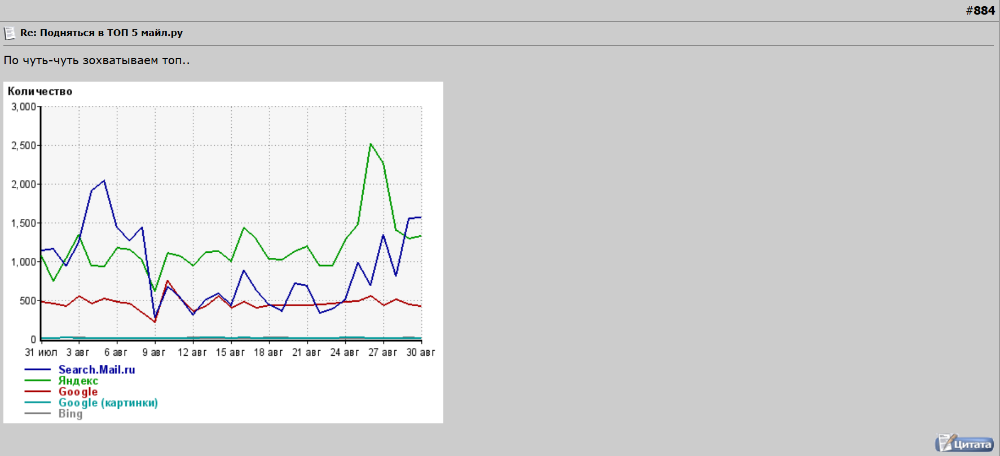 #884
Re: Подняться в ТОП 5 майл.ру
По чуть-чуть зохватываем топ..
Количество
3,000
2,500
2,000
1,500
1,000
500
0
31 июл 3 авг 6 авг 9 авг 12 авг 15 авг 18 авг 21 авг 24 авг 27 авг 30 авг
Search.Mail.ru
Яндекс
Google
Google (картинки)
Bing
Цитата